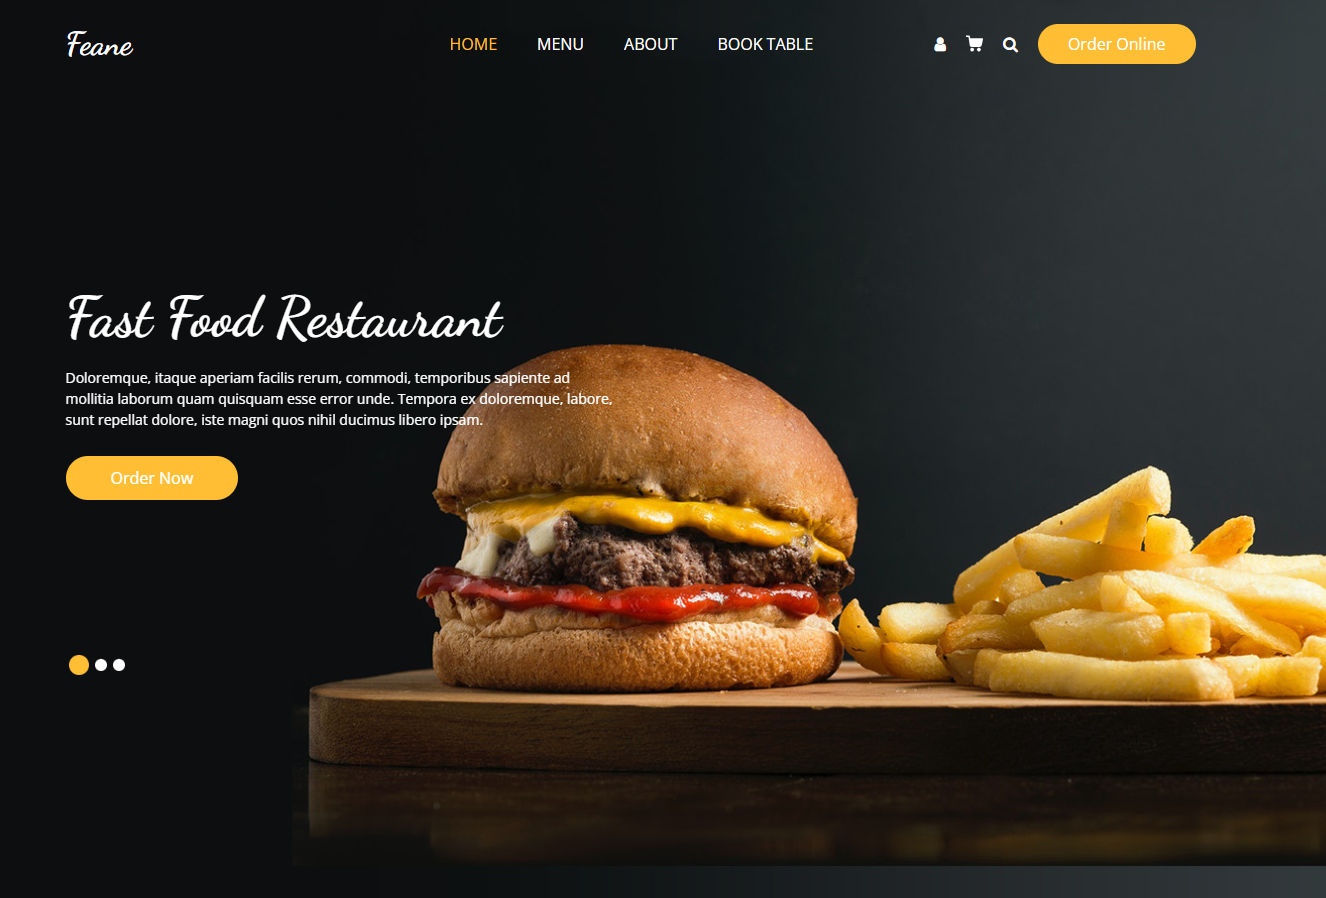 Feane
HOME MENU ABOUT BOOK TABLE Order Online
Fast Food Restaurant
Doloremque, itaque aperiam facilis rerum, commodi, temporibus sapiente ad
mollitia laborum quam quisquam esse error unde. Tempora ex doloremque, labore,
sunt repellat dolore, iste magni quos nihil ducimus libero ipsam.
Order Now